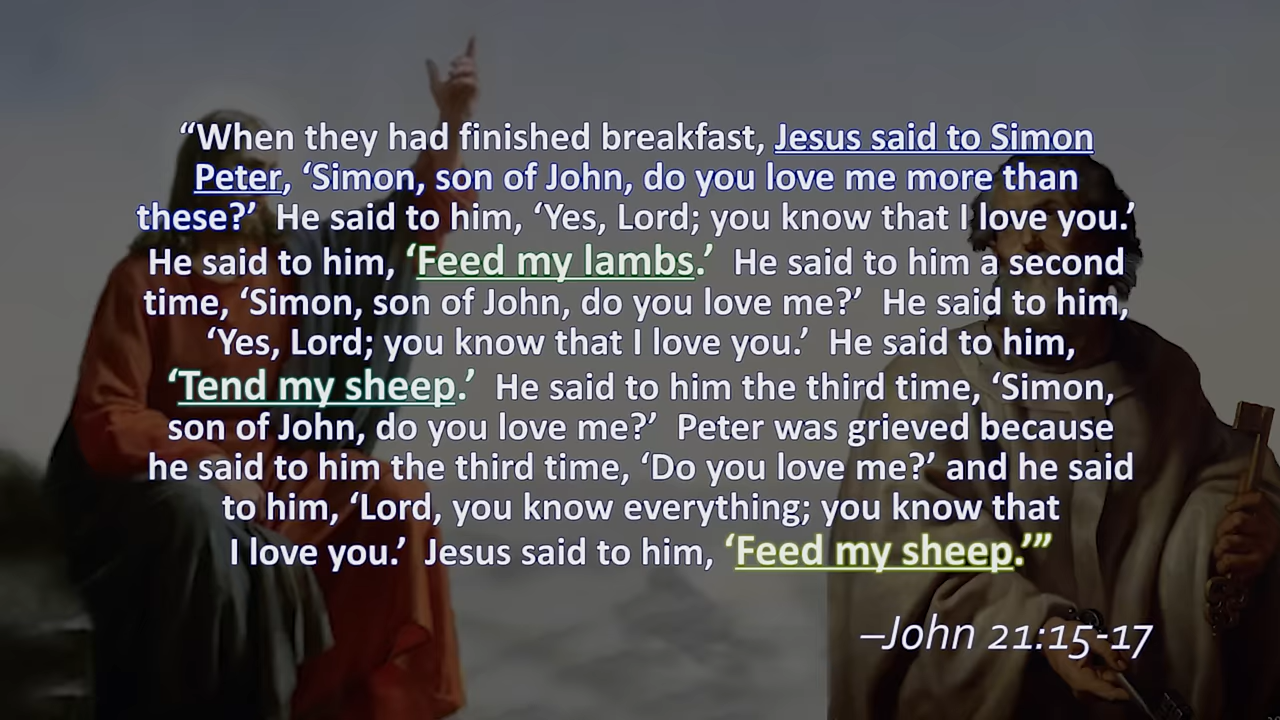 “When they had finished breakfast, Jesus said to Simon
Peter, ‘Simon, son of John, do you love me more than
these?’  He said to him, ‘Yes, Lord; you know that I love you.’
He said to him, ‘Feed my lambs.’  He said to him a second
time, ‘Simon, son of John, do you love me?’  He said to him,
‘Yes, Lord; you know that I love you.’  He said to him,
‘Tend my sheep.’  He said to him the third time, ‘Simon,
son of John, do you love me?’  Peter was grieved because
he said to him the third time, ‘Do you love me?’ and he said
to him, ‘Lord, you know everything; you know that
I love you.’  Jesus said to him, ‘Feed my sheep.’”
–John 21:15-17